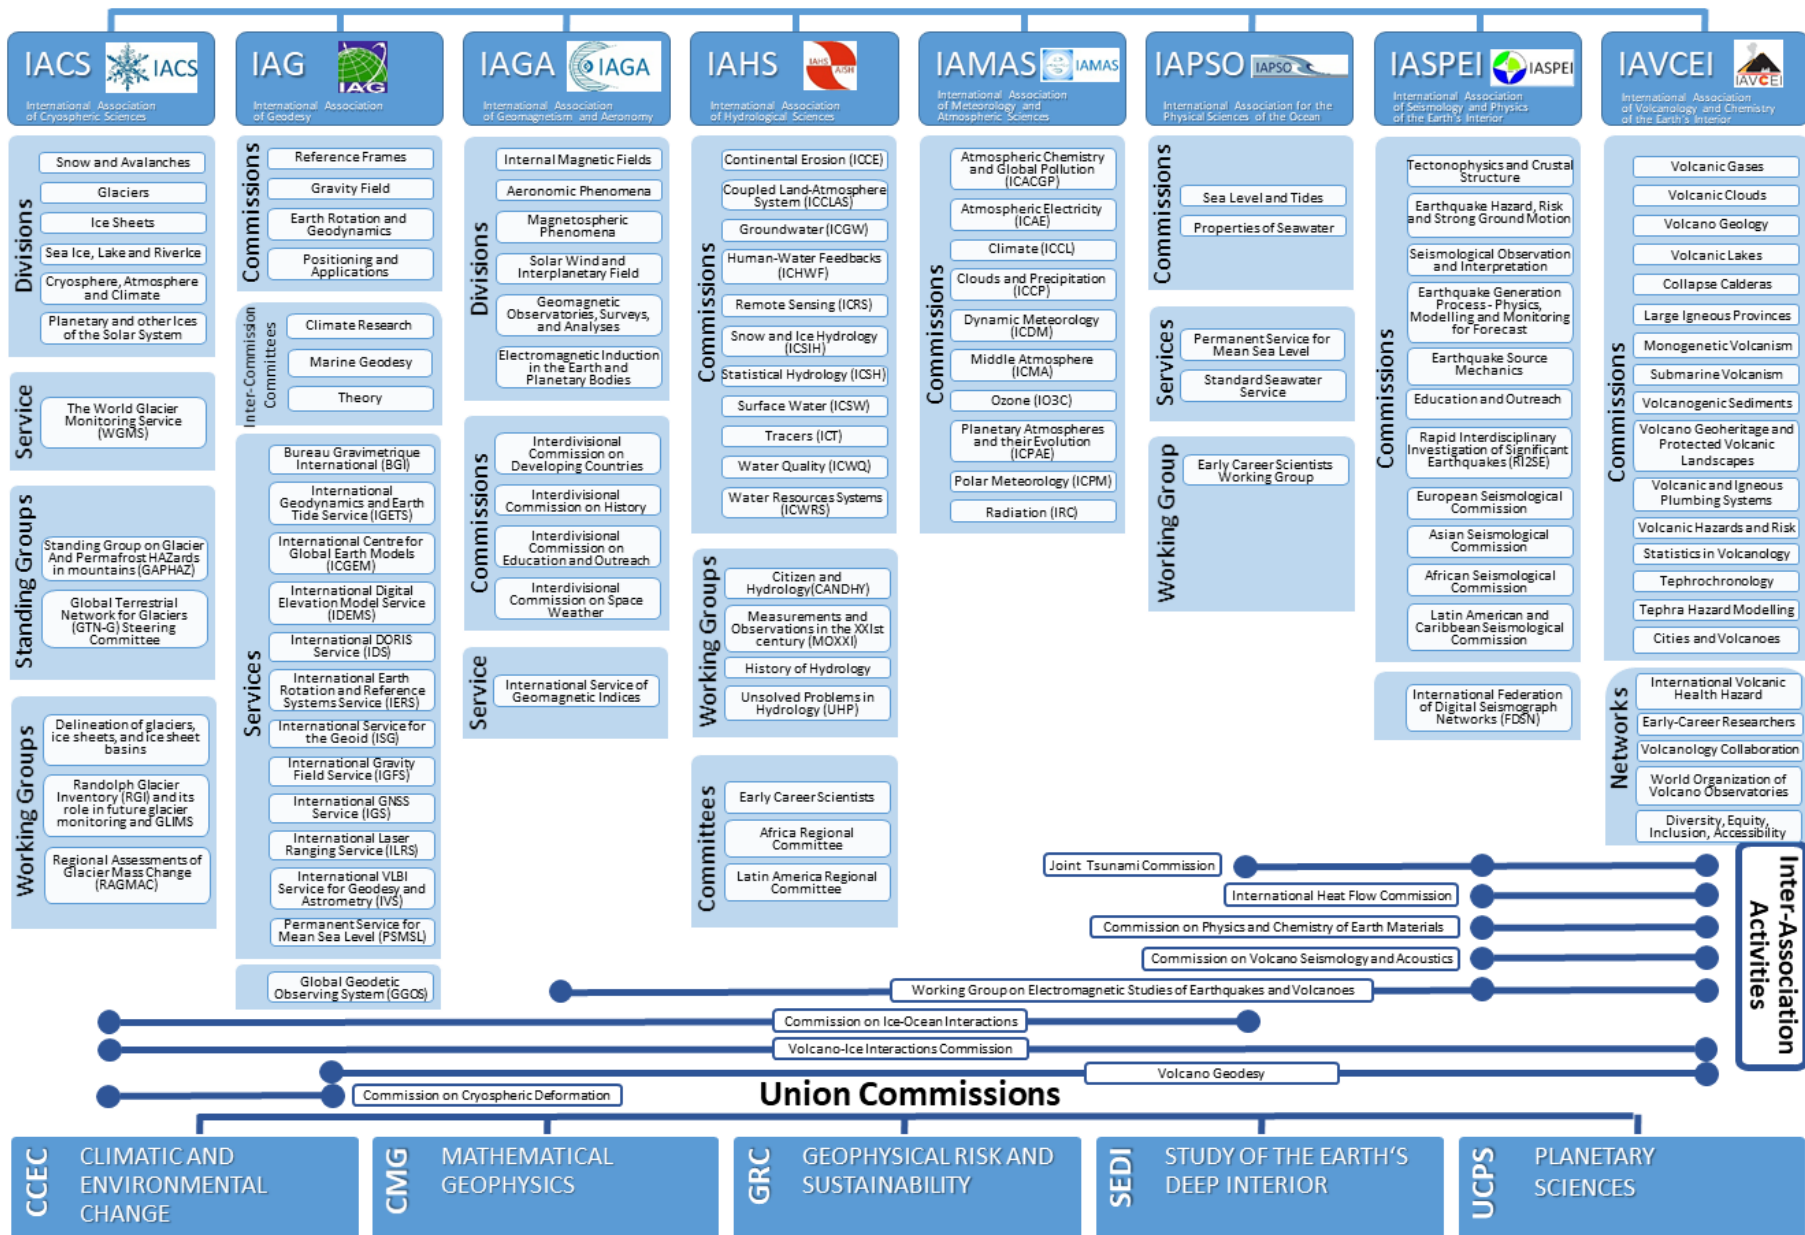 IACS
IACS
International Association
of Cryospheric Sciences
Divisions
Snow and Avalanches
Glaciers
Ice Sheets
Sea Ice, Lake and RiverIce
Cryosphere, Atmosphere
and Climate
Planetary and other Ices
of the Solar System
Service
The World Glacier
Monitoring Service
(WGMS)
Standing Groups
Standing Group on Glacier
And Permafrost HAZards
in mountains (GAPHAZ)
Global Terrestrial
Network for Glaciers
(GTN-G) Steering
Committee
Working Groups
Delineation of glaciers,
ice sheets, and ice sheet
basins
Randolph Glacier
Inventory (RGI) and its
role in future glacier
monitoring and GLIMS
Regional Assessments of
Glacier Mass Change
(RAGMAC)
IAG
IAG
International Association
of Geodesy
Commissions
Reference Frames
Gravity Field
Earth Rotation and
Geodynamics
Positioning and
Applications
Inter-Commission
Committees
Climate Research
Marine Geodesy
Theory
Services
Bureau Gravimetrique
International (BGI)
International
Geodynamics and Earth
Tide Service (IGETS)
International Centre for
Global Earth Models
(ICGEM)
International Digital
Elevation Model Service
(IDEMS)
International DORIS
Service (IDS)
International Earth
Rotation and Reference
Systems Service (IERS)
International Service for
the Geoid (ISG)
International Gravity
Field Service (IGFS)
International GNSS
Service (IGS)
International Laser
Ranging Service (ILRS)
International VLBI
Service for Geodesy and
Astrometry (IVS)
Permanent Service for
Mean Sea Level (PSMSL)
Global Geodetic
Observing System (GGOS)
IAGA
IAGA
International Association
of Geomagnetism and Aeronomy
Divisions
Internal Magnetic Fields
Aeronomic Phenomena
Magnetospheric
Phenomena
Solar Wind and
Interplanetary Field
Geomagnetic
Observatories, Surveys,
and Analyses
Electromagnetic Induction
in the Earth and
Planetary Bodies
Commissions
Interdivisional
Commission on
Developing Countries
Interdivisional
Commission on History
Interdivisional
Commission on
Education and Outreach
Interdivisional
Commission on Space
Weather
Service
International Service of
Geomagnetic Indices
IAHS
IAHS
AISH
International Association
of Hydrological Sciences
Commissions
Continental Erosion (ICCE)
Coupled Land-Atmosphere
System (ICCLAS)
Groundwater (ICGW)
Human-Water Feedbacks
(ICHWF)
Remote Sensing (ICRS)
Snow and Ice Hydrology
(ICSIH)
Statistical Hydrology (ICSH)
Surface Water (ICSW)
Tracers (ICT)
Water Quality (ICWQ)
Water Resources Systems
(ICWRS)
Working Groups
Citizen and
Hydrology(CANDHY)
Measurements and
Observations in the XXIst
century (MOXXI)
History of Hydrology
Unsolved Problems in
Hydrology (UHP)
Committees
Early Career Scientists
Africa Regional
Committee
Latin America Regional
Committee
IAMAS
IAMAS
International Association
of Meteorology and
Atmospheric Sciences
Commissions
Atmospheric Chemistry
and Global Pollution
(ICACGP)
Atmospheric Electricity
(ICAE)
Climate (ICCL)
Clouds and Precipitation
(ICCP)
Dynamic Meteorology
(ICDM)
Middle Atmosphere
(ICMA)
Ozone (IO3C)
Planetary Atmospheres
and their Evolution
(ICPAE)
Polar Meteorology (ICPM)
Radiation (IRC)
IAPSO
IAPSO
International Association for the
Physical Sciences of the Ocean
Commissions
Sea Level and Tides
Properties of Seawater
Services
Permanent Service for
Mean Sea Level
Standard Seawater
Service
Working Group
Early Career Scientists
Working Group
IASPEI
IASPEI
International Association
of Seismology and Physics
of the Earth's Interior
Commissions
Tectonophysics and Crustal
Structure
Earthquake Hazard, Risk
and Strong Ground Motion
Seismological Observation
and Interpretation
Earthquake Generation
Process - Physics,
Modelling and Monitoring
for Forecast
Earthquake Source
Mechanics
Education and Outreach
Rapid Interdisciplinary
Investigation of Significant
Earthquakes (RI2SE)
European Seismological
Commission
Asian Seismological
Commission
African Seismological
Commission
Latin American and
Caribbean Seismological
Commission
International Federation
of Digital Seismograph
Networks (FDSN)
IAVCEI
IAVCEI
International Association
of Volcanology and Chemistry
of the Earth's Interior
Commissions
Volcanic Gases
Volcanic Clouds
Volcano Geology
Volcanic Lakes
Collapse Calderas
Large Igneous Provinces
Monogenetic Volcanism
Submarine Volcanism
Volcanogenic Sediments
Volcano Geoheritage and
Protected Volcanic
Landscapes
Volcanic and Igneous
Plumbing Systems
Volcanic Hazards and Risk
Statistics in Volcanology
Tephrochronology
Tephra Hazard Modelling
Cities and Volcanoes
Networks
International Volcanic
Health Hazard
Early-Career Researchers
Volcanology Collaboration
World Organization of
Volcano Observatories
Diversity, Equity,
Inclusion, Accessibility
Inter-Association
Activities
Joint Tsunami Commission
International Heat Flow Commission
Commission on Physics and Chemistry of Earth Materials
Commission on Volcano Seismology and Acoustics
Working Group on Electromagnetic Studies of Earthquakes and Volcanoes
Commission on Ice-Ocean Interactions
Volcano-Ice Interactions Commission
Volcano Geodesy
Commission on Cryospheric Deformation
Union Commissions
CCEC
CLIMATIC AND
ENVIRONMENTAL
CHANGE
CMG
MATHEMATICAL
GEOPHYSICS
GRC
GEOPHYSICAL RISK AND
SUSTAINABILITY
SEDI
STUDY OF THE EARTH'S
DEEP INTERIOR
UCPS
PLANETARY
SCIENCES